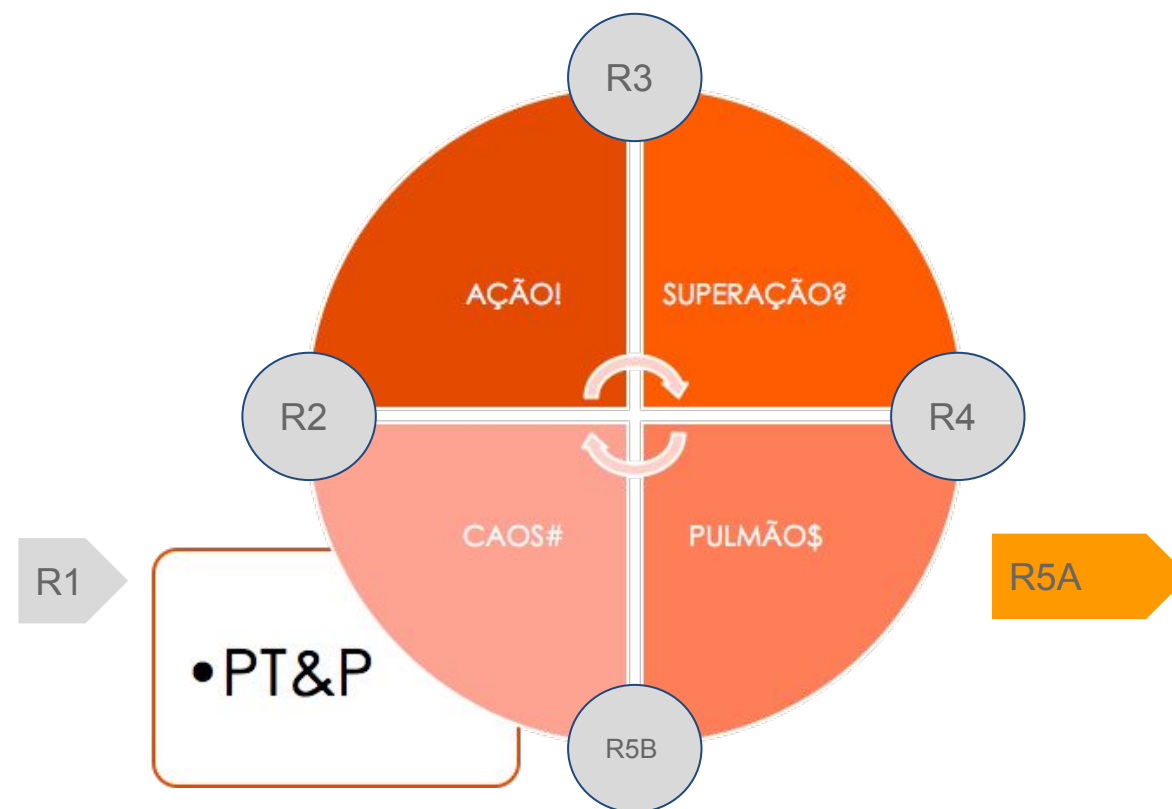 R3
AÇÃO!
SUPERAÇÃO?
R2
R4
CAOS#
PULMÃO$
R1
R5A
•PT&P
R5B